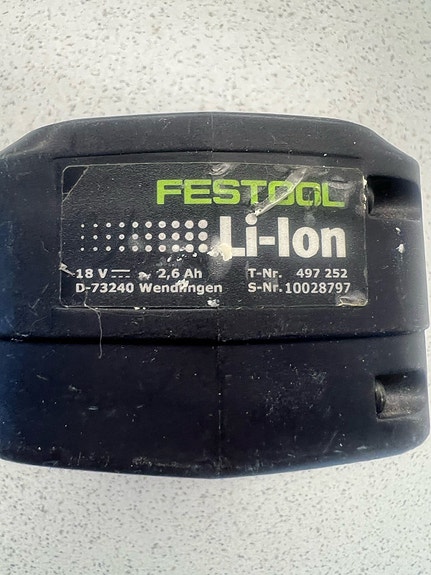 FESTOOL
Li-Ion
18 V ⎓ 2,6 Ah T-Nr. 497 252
D-73240 Wendlingen S-Nr. 10028797